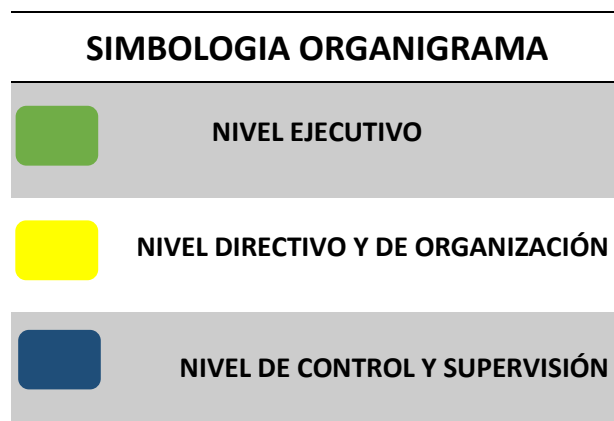 SIMBOLOGIA ORGANIGRAMA
NIVEL EJECUTIVO
NIVEL DIRECTIVO Y DE ORGANIZACIÓN
NIVEL DE CONTROL Y SUPERVISIÓN